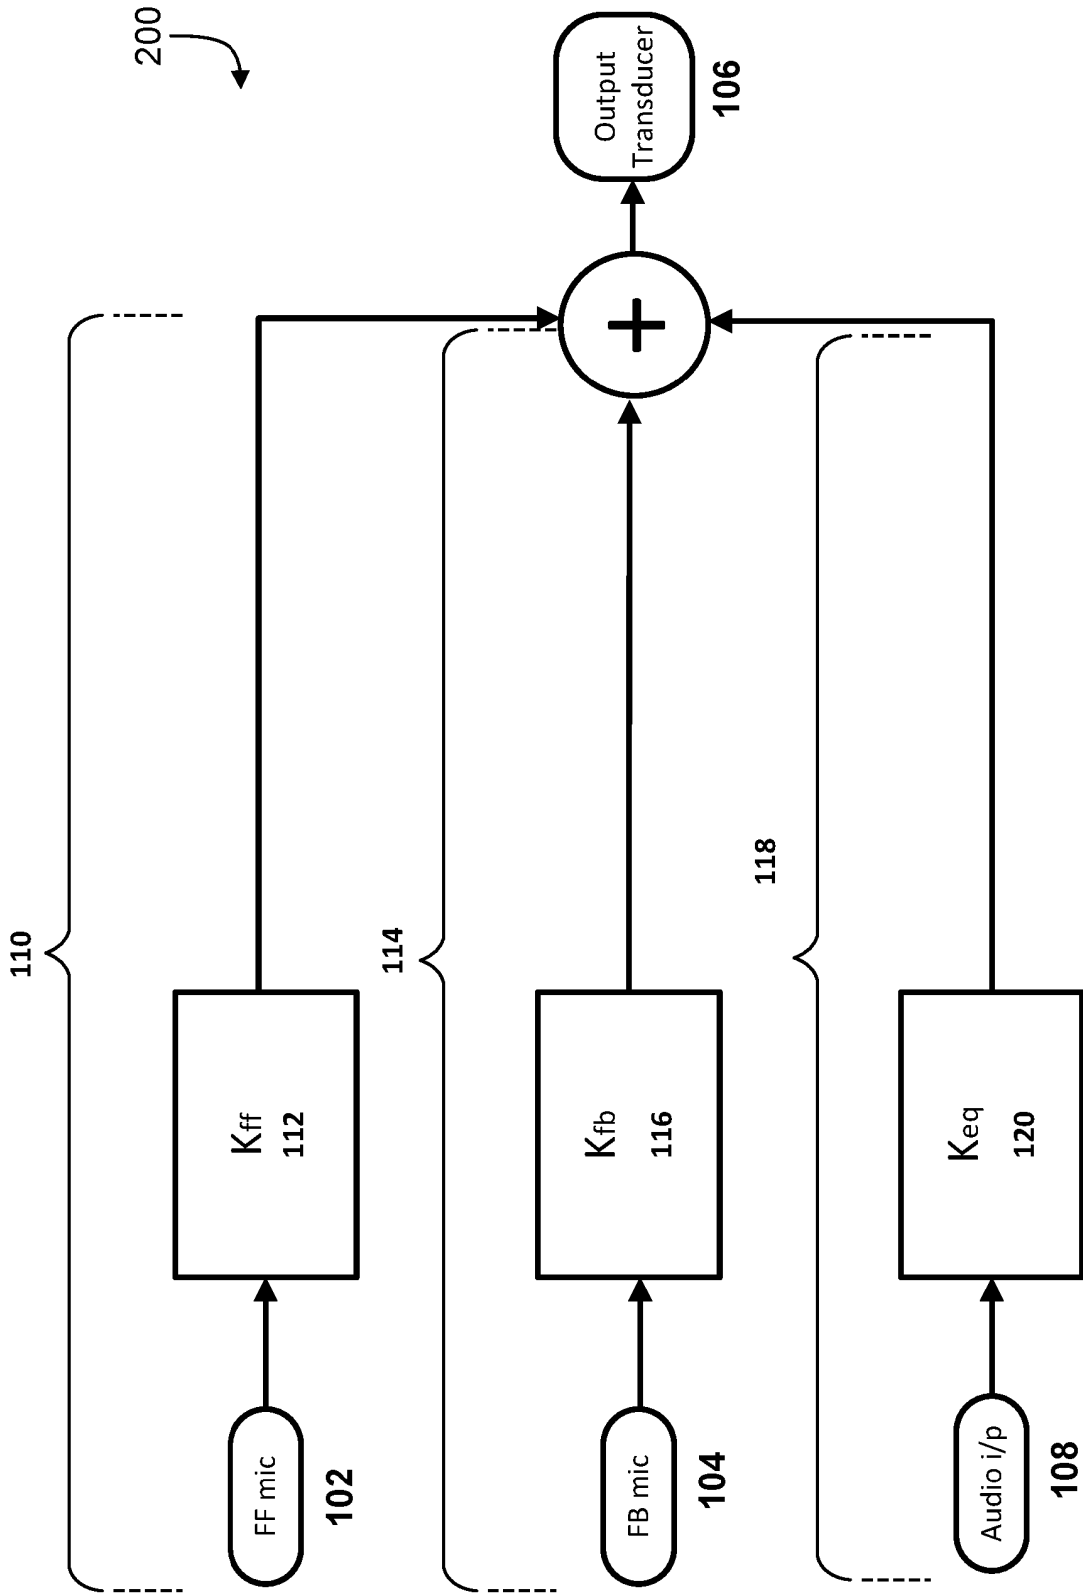 200
110
FF mic
102
Kff
112
114
FB mic
104
Kfb
116
+
Output
Transducer
106
118
Audio i/p
108
Keq
120